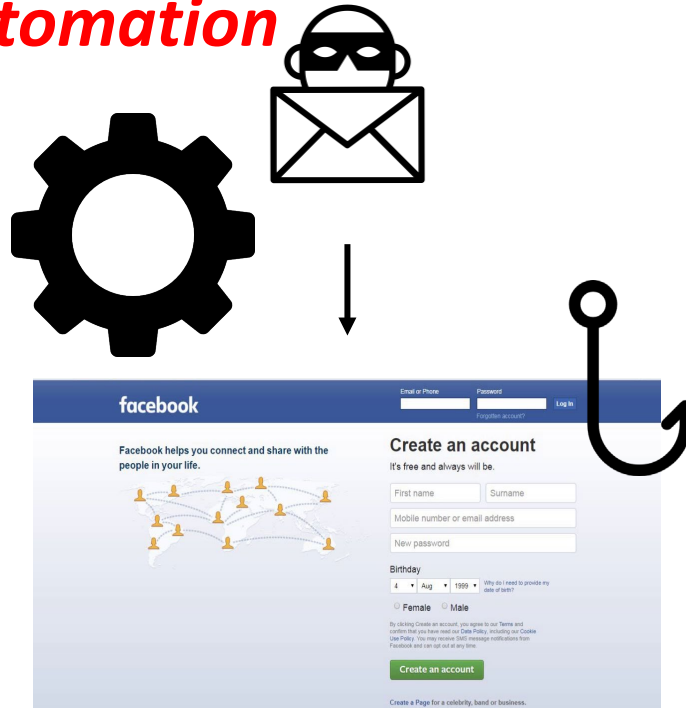 tomation
facebook
Email or Phone
Password
Log In
Forgotten account?
Facebook helps you connect and share with the
people in your life.
Create an account
It's free and always will be.
First name
Surname
Mobile number or email address
New password
Birthday
4 Aug 1999
Why do I need to provide my
date of birth?
Female Male
By clicking Create an account, you agree to our Terms and
confirm that you have read our Data Policy, including our Cookie
Use Policy. You may receive SMS message notifications from
Facebook and can opt out at any time.
Create an account
Create a Page for a celebrity, band or business.